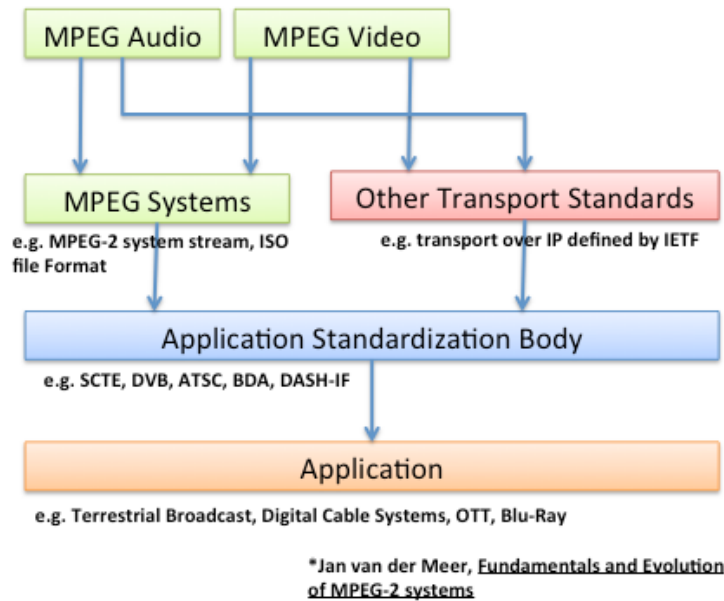 MPEG Audio
MPEG Video
MPEG Systems
Other Transport Standards
e.g. MPEG-2 system stream, ISO
file Format
e.g. transport over IP defined by IETF
Application Standardization Body
e.g. SCTE, DVB, ATSC, BDA, DASH-IF
Application
e.g. Terrestrial Broadcast, Digital Cable Systems, OTT, Blu-Ray
*Jan van der Meer, Fundamentals and Evolution
of MPEG-2 systems